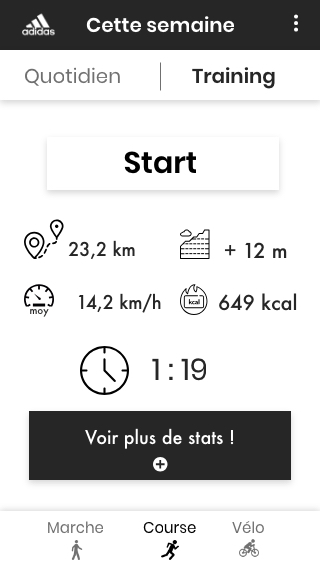 adidas
Cette semaine
Quotidien
Training
Start
23,2 km
+ 12 m
moy
14,2 km/h
kcal
649 kcal
1 : 19
Voir plus de stats !
Marche
Course
Vélo